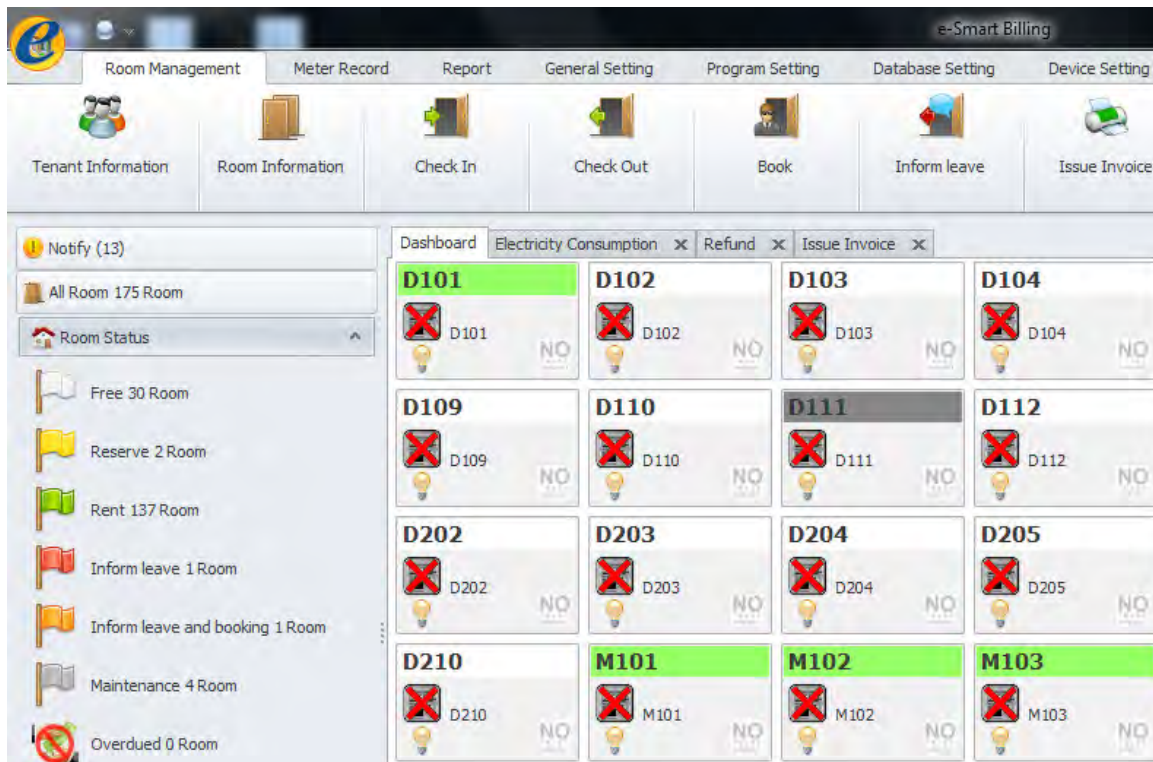 e-Smart Billing
Room Management Meter Record Report General Setting Program Setting Database Setting Device Setting
Tenant Information Room Information Check In Check Out Book Inform leave Issue Invoice
Notify (13)
All Room 175 Room
Room Status
Free 30 Room
Reserve 2 Room
Rent 137 Room
Inform leave 1 Room
Inform leave and booking 1 Room
Maintenance 4 Room
Overdued 0 Room
Dashboard Electricity Consumption Refund Issue Invoice
D101 D102 D103 D104
D101 D102 D103 D104
NO NO NO NO
D109 D110 D111 D112
D109 D110 D111 D112
NO NO NO NO
D202 D203 D204 D205
D202 D203 D204 D205
NO NO NO NO
D210 M101 M102 M103
D210 M101 M102 M103
NO NO NO NO